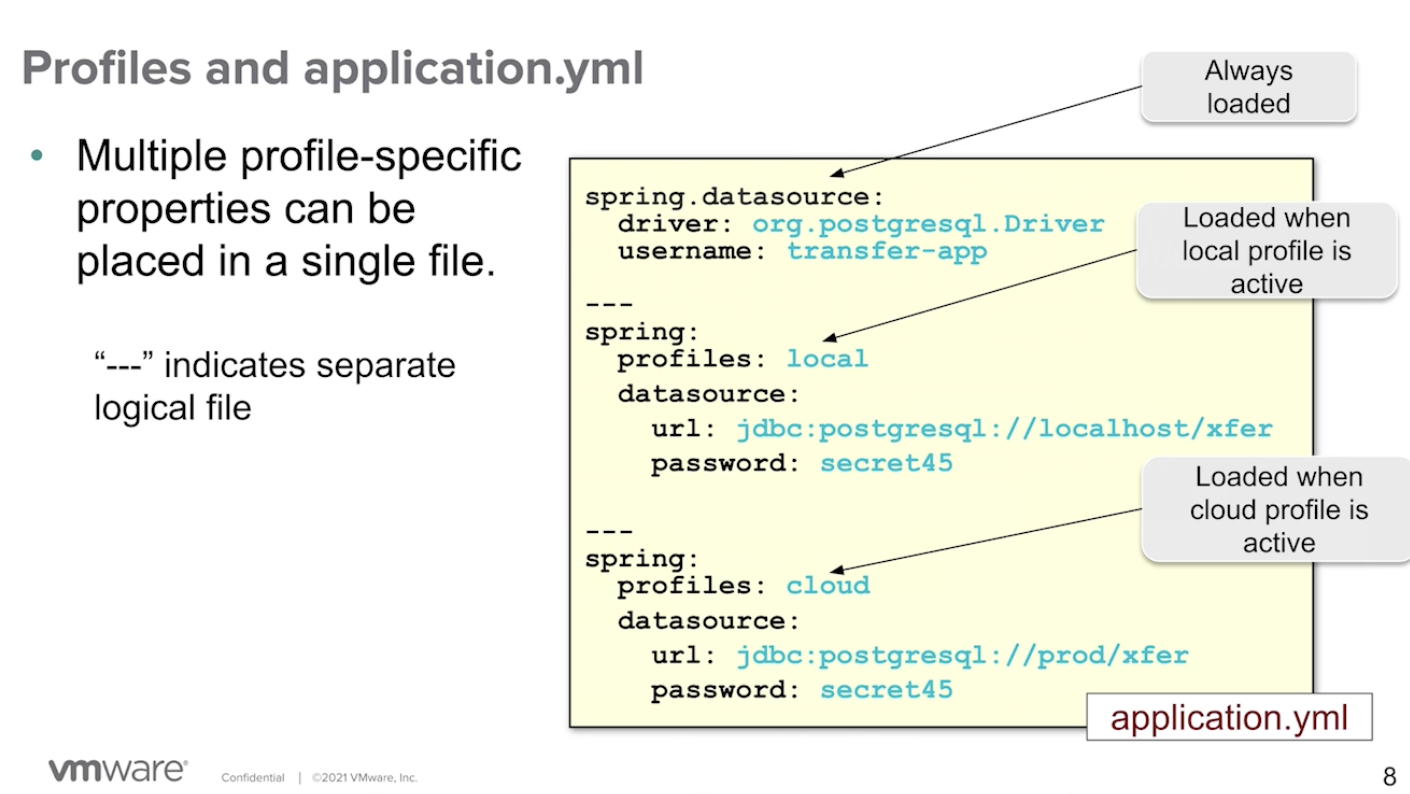 Profiles and application.yml
• Multiple profile-specific
properties can be
placed in a single file.
“---” indicates separate
logical file
Always
loaded
spring.datasource:
driver: org.postgresql.Driver
username: transfer-app
Loaded when
local profile is
active
---
spring:
profiles: local
datasource:
url: jdbc:postgresql://localhost/xfer
password: secret45
Loaded when
cloud profile is
active
---
spring:
profiles: cloud
datasource:
url: jdbc:postgresql://prod/xfer
password: secret45
application.yml
vmware®
Confidential | ©2021 VMware, Inc.
8